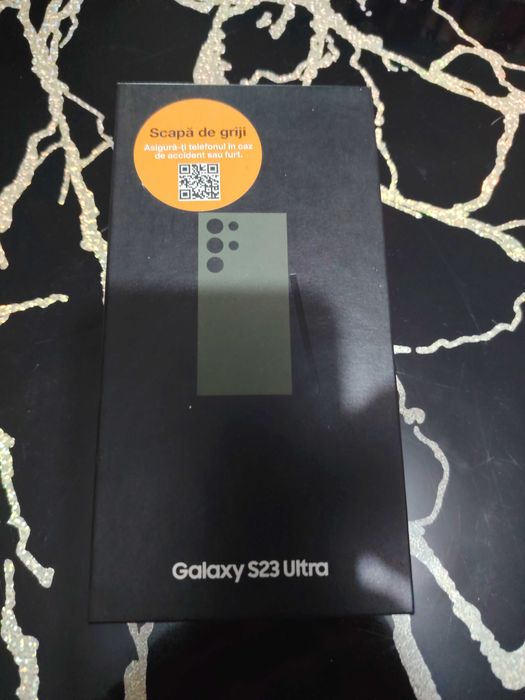 Scapă de griji
Asigură-ți telefonul în caz
de accident sau furt.
Galaxy S23 Ultra